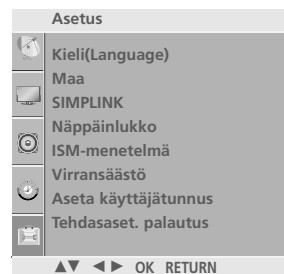 Asetus
Kieli(Language)
Maa
SIMPLINK
Näppäinlukko
ISM-menetelmä
Virransäästö
Aseta käyttäjätunnus
Tehdasaset. palautus
▲▼ ◄► OK RETURN